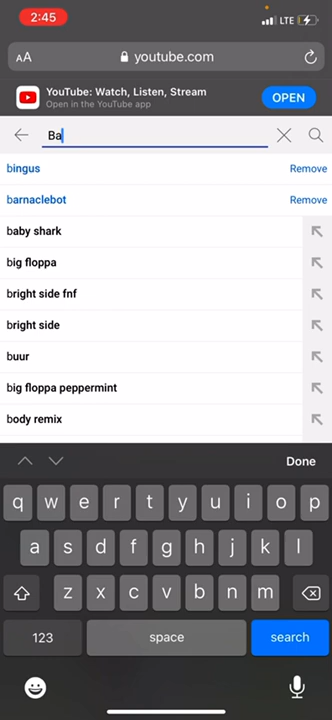 2:45
LTE
AA
youtube.com
YouTube: Watch, Listen, Stream
Open in the YouTube app
OPEN
Ba
bingus
Remove
barnaclebot
Remove
baby shark
big floppa
bright side fnf
bright side
buur
big floppa peppermint
body remix
Done
q w e r t y u i o p
a s d f g h j k l
z x c v b n m
123
space
search